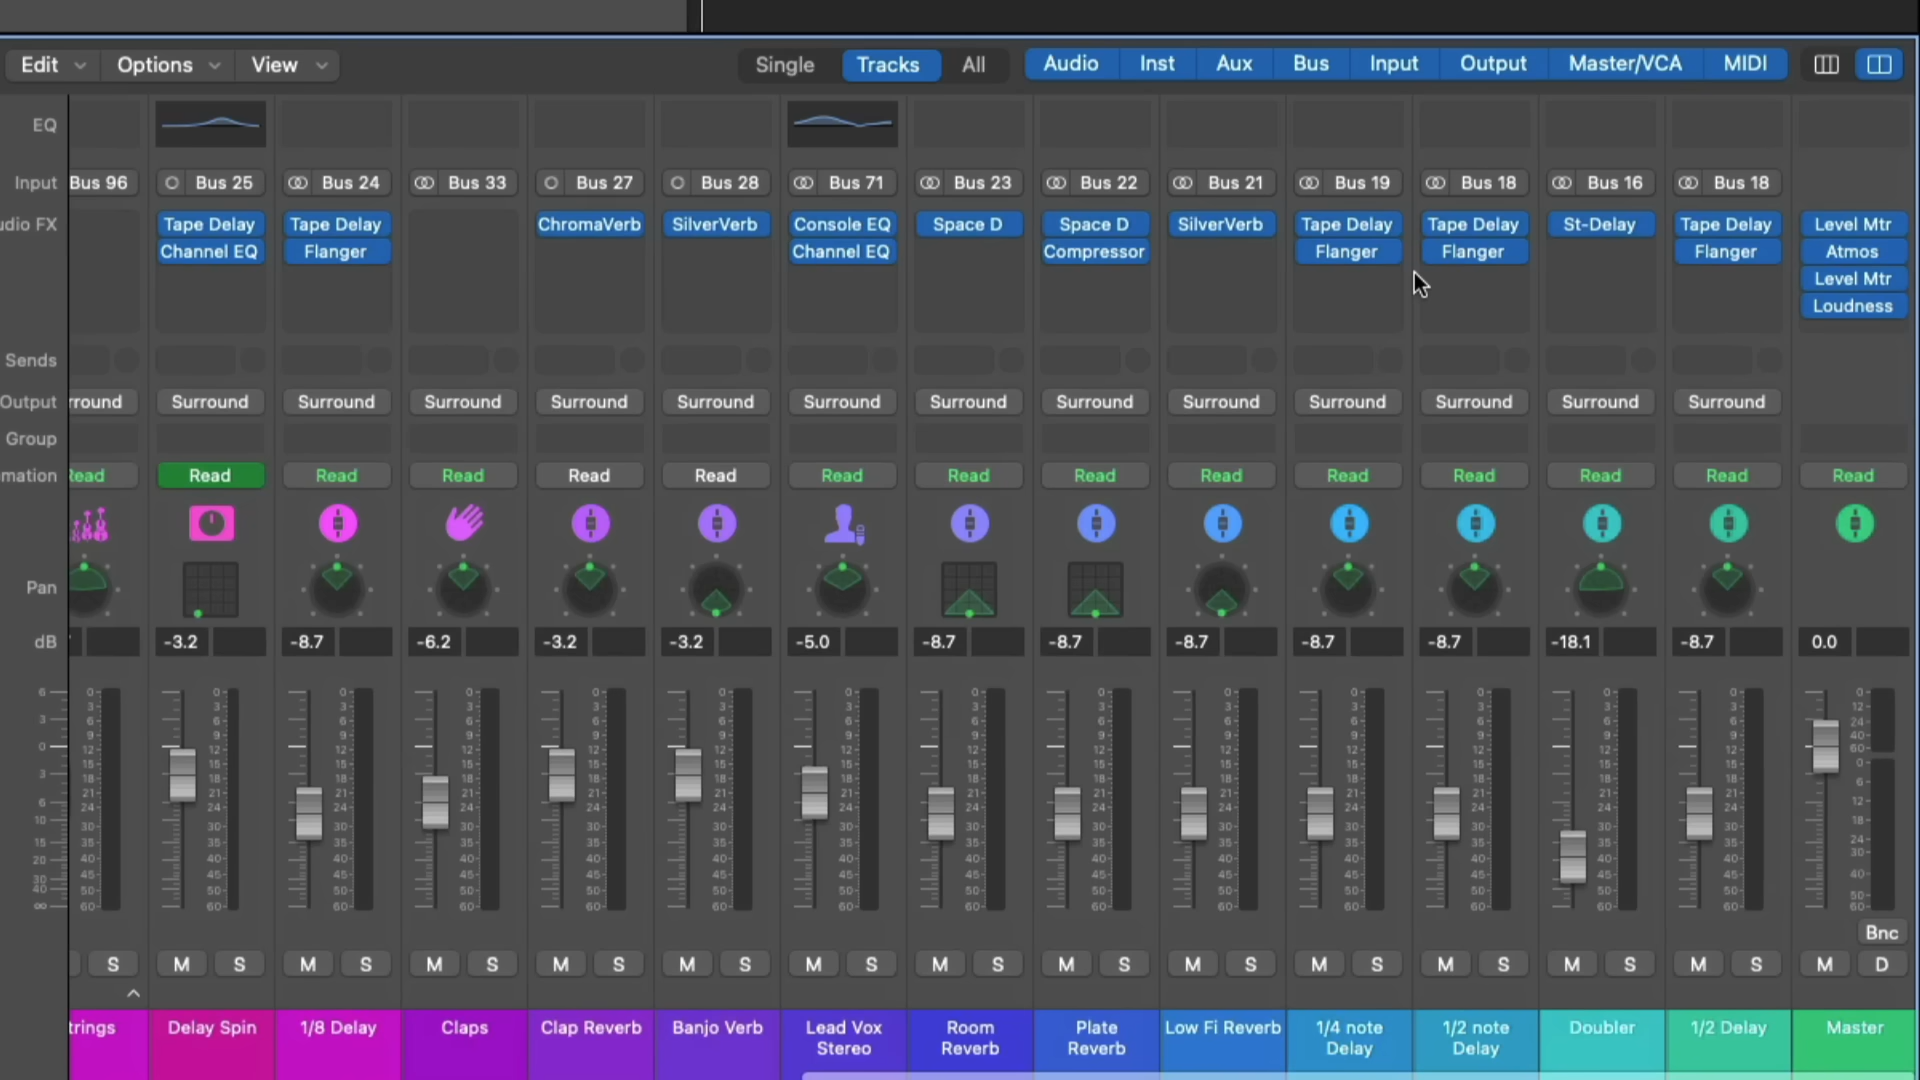 Edit Options View Single Tracks All Audio Inst Aux Bus Input Output Master/VCA MIDI
EQ
Input Bus 96 Bus 25 Bus 24 Bus 33 Bus 27 Bus 28 Bus 71 Bus 23 Bus 22 Bus 21 Bus 19 Bus 18 Bus 16 Bus 18
udio FX Tape Delay Tape Delay ChromaVerb SilverVerb Console EQ Space D Space D SilverVerb Tape Delay Tape Delay St-Delay Tape Delay Level Mtr
Channel EQ Flanger Channel EQ Compressor Flanger Flanger Flanger Atmos
Level Mtr
Loudness
Sends
Output rround Surround Surround Surround Surround Surround Surround Surround Surround Surround Surround Surround Surround Surround
Group
mation Read Read Read Read Read Read Read Read Read Read Read Read Read Read Read
Pan
dB -3.2 -8.7 -6.2 -3.2 -3.2 -5.0 -8.7 -8.7 -8.7 -8.7 -8.7 -18.1 -8.7 0.0
Bnc
S M S M S M S M S M S M S M S M S M S M S M S M S M S M D
trings Delay Spin 1/8 Delay Claps Clap Reverb Banjo Verb Lead Vox Room Plate Low Fi Reverb 1/4 note 1/2 note Doubler 1/2 Delay Master
Stereo Reverb Reverb Delay Delay